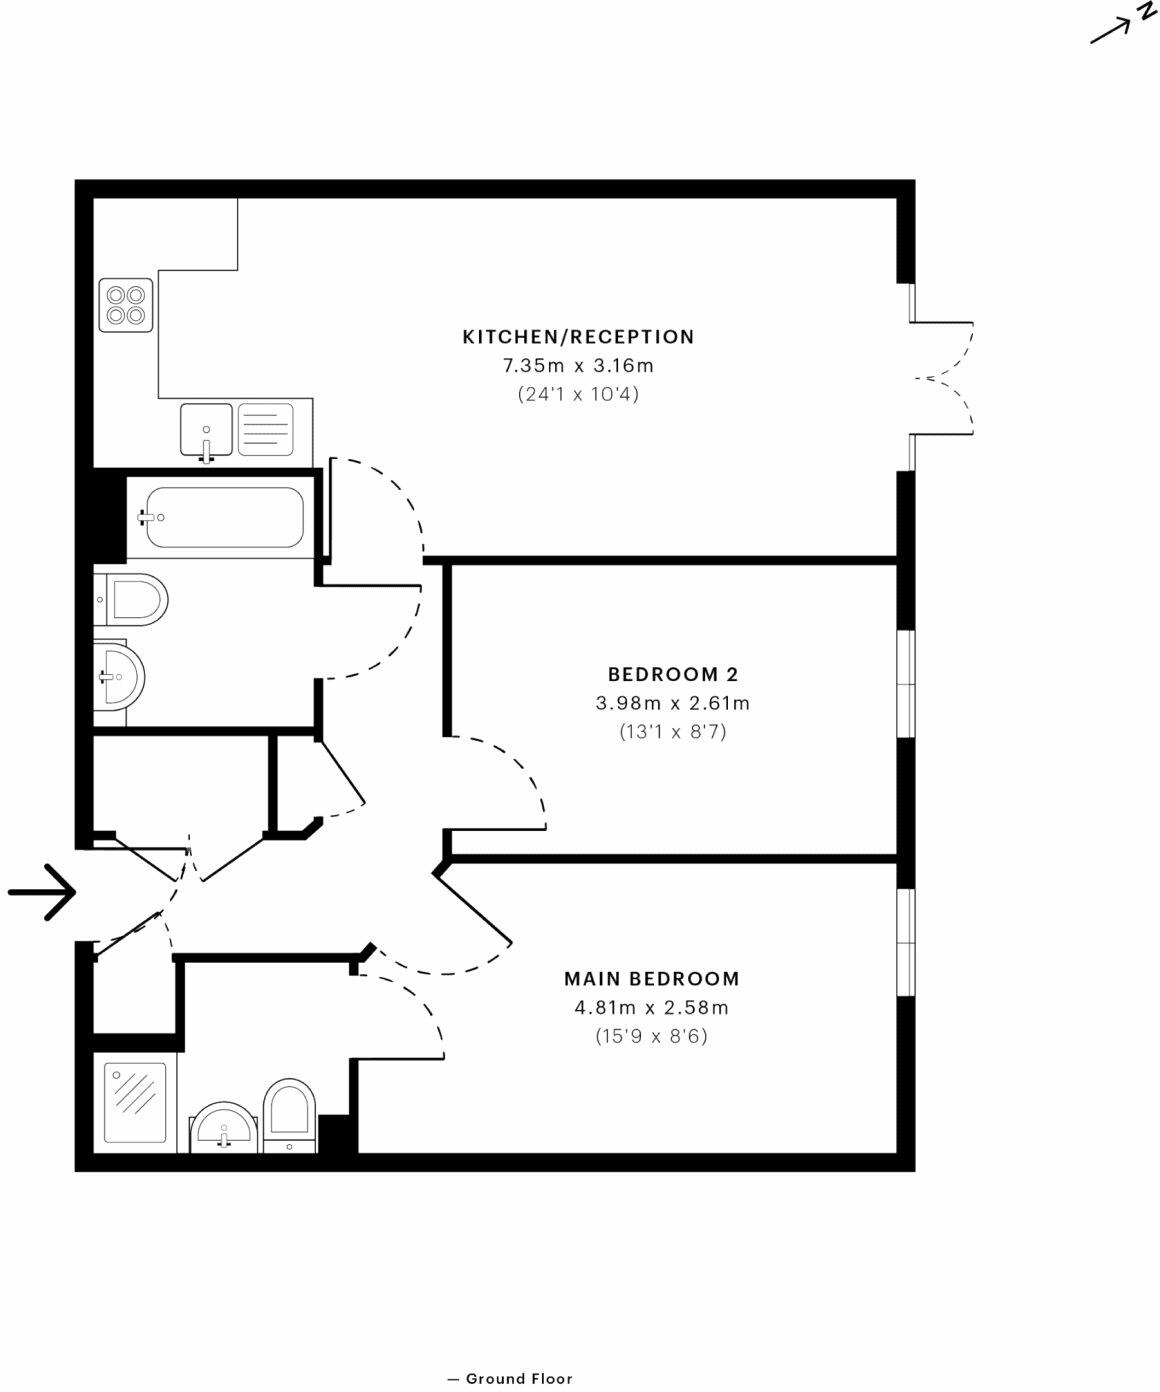 N
KITCHEN/RECEPTION
7.35m x 3.16m
(24'1 x 10'4)
BEDROOM 2
3.98m x 2.61m
(13'1 x 8'7)
MAIN BEDROOM
4.81m x 2.58m
(15'9 x 8'6)
— Ground Floor